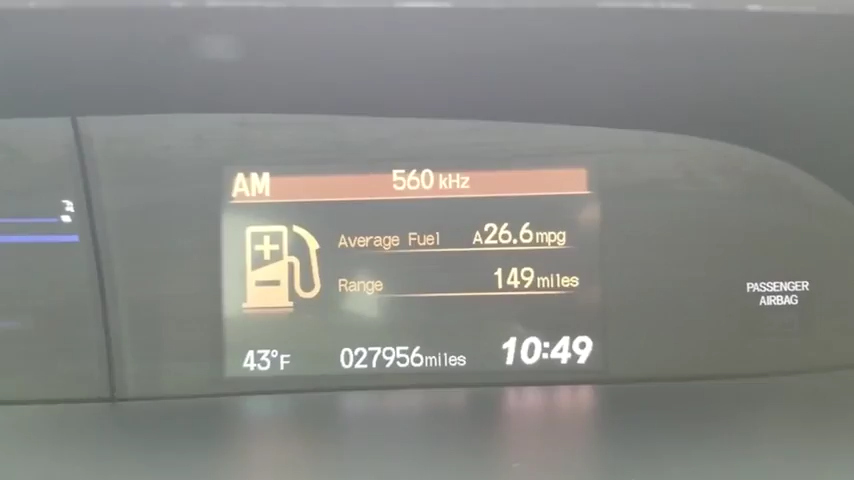 AM 560 kHz
Average Fuel A26.6mpg
Range 149miles
43°F 027956miles 10:49
PASSENGER
AIRBAG